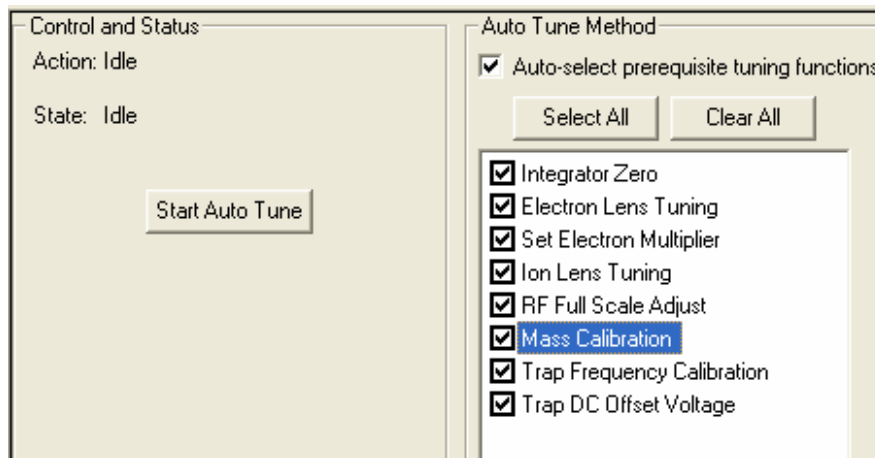 Control and Status
Action: Idle
State: Idle
Start Auto Tune
Auto Tune Method
Auto-select prerequisite tuning functions
Select All
Clear All
Integrator Zero
Electron Lens Tuning
Set Electron Multiplier
Ion Lens Tuning
RF Full Scale Adjust
Mass Calibration
Trap Frequency Calibration
Trap DC Offset Voltage